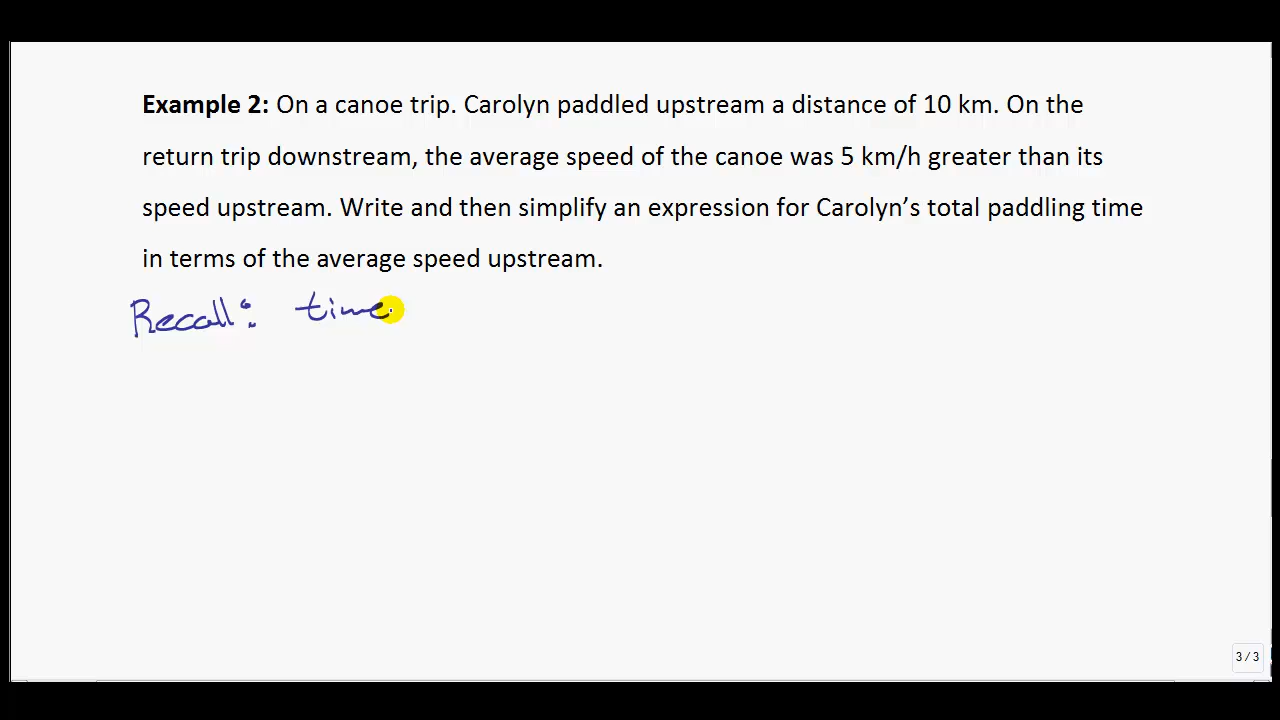 Example 2: On a canoe trip. Carolyn paddled upstream a distance of 10 km. On the
return trip downstream, the average speed of the canoe was 5 km/h greater than its
speed upstream. Write and then simplify an expression for Carolyn’s total paddling time
in terms of the average speed upstream.
Recall: time
3 / 3